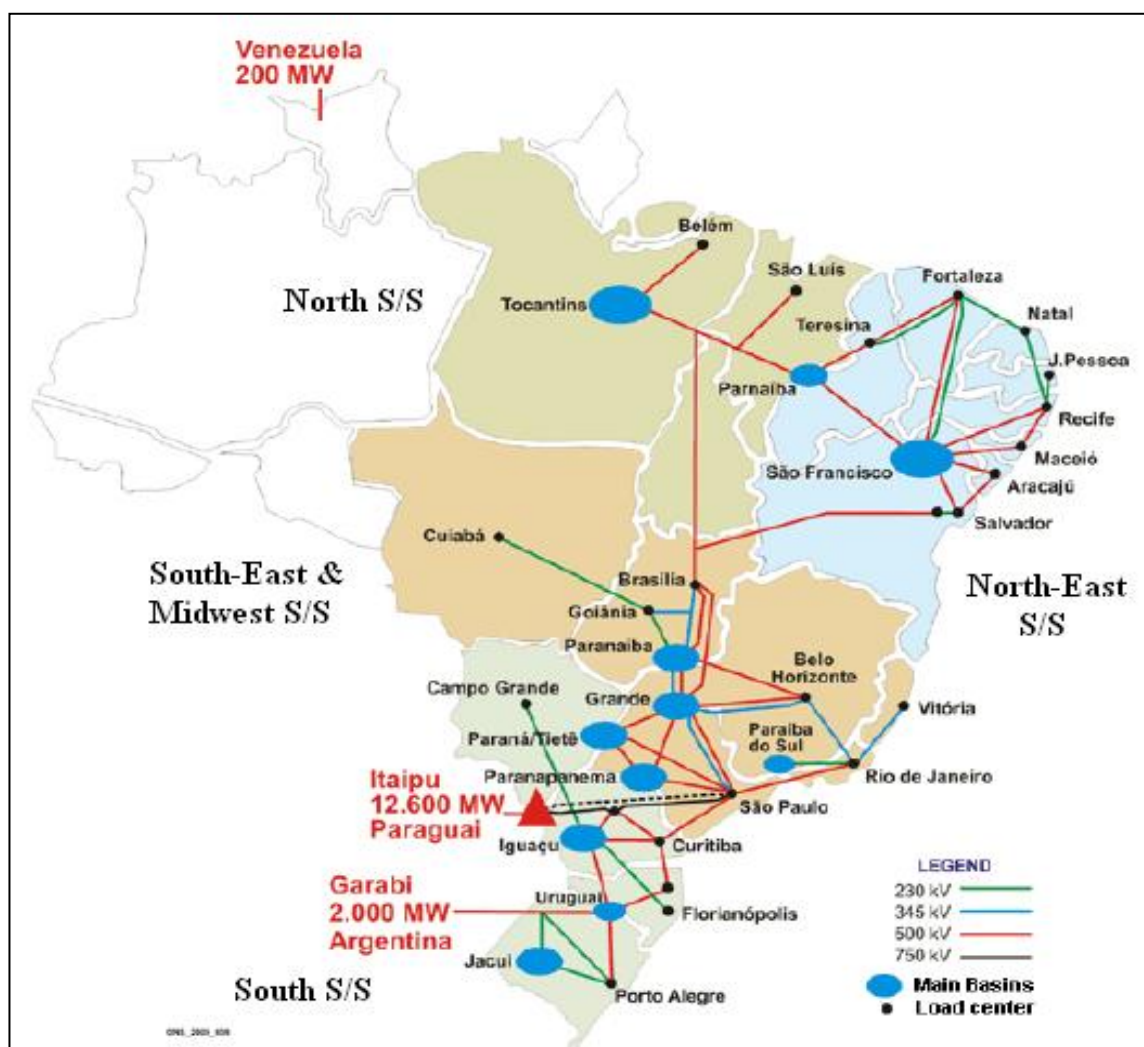 Venezuela
200 MW
Belém
São Luís
North S/S
Tocantins
Fortaleza
Teresina
Natal
J.Pessoa
Parnaíba
Recife
São Francisco
Maceió
Aracajú
Salvador
Cuiabá
South-East &
Midwest S/S
Brasília
North-East
S/S
Goiânia
Paranaiba
Belo
Horizonte
Campo Grande
Grande
Vitória
Paraíba
do Sul
Paraná/Tietê
Rio de Janeiro
Paranapanema
Itaipu
12.600 MW
Paraguai
São Paulo
Iguaçu
Curitiba
LEGEND
230 kV
345 kV
500 kV
750 kV
Main Basins
Load center
Garabi
2.000 MW
Argentina
Uruguai
Florianópolis
Jacui
South S/S
Porto Alegre